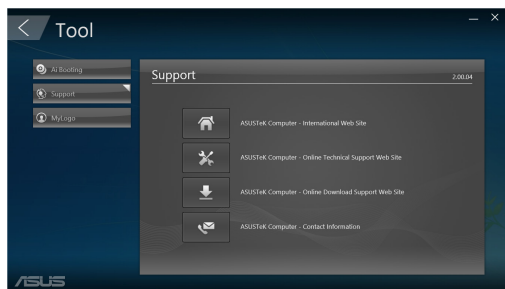 Tool
Ai Booting
Support
MyLogo
Support
2.00.04
ASUSTeK Computer - International Web Site
ASUSTeK Computer - Online Technical Support Web Site
ASUSTeK Computer - Online Download Support Web Site
ASUSTeK Computer - Contact Information
ASUS